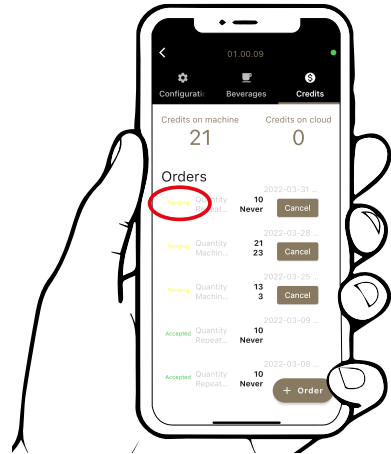 01.00.09
Configuratio Beverages Credits
Credits on machine Credits on cloud
21 0
Orders
2022-03-31 ...
Pending Quantity 10
Repeat... Never Cancel
2022-03-28 ...
Pending Quantity 21
Machin... 23 Cancel
2022-03-25 ...
Pending Quantity 13
Machin... 3 Cancel
2022-03-09 ...
Accepted Quantity 10
Repeat... Never
2022-03-08 ...
Accepted Quantity 10
Repeat... Never
+ Order